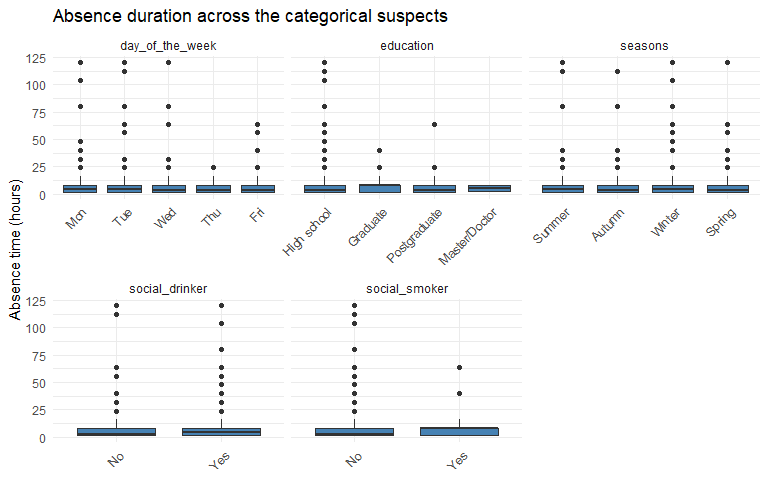 Absence duration across the categorical suspects
day_of_the_week
education
seasons
125
100
75
50
25
0
Mon
Tue
Wed
Thu
Fri
High school
Graduate
Postgraduate
Master/Doctor
Summer
Autumn
Winter
Spring
Absence time (hours)
social_drinker
social_smoker
125
100
75
50
25
0
No
Yes
No
Yes